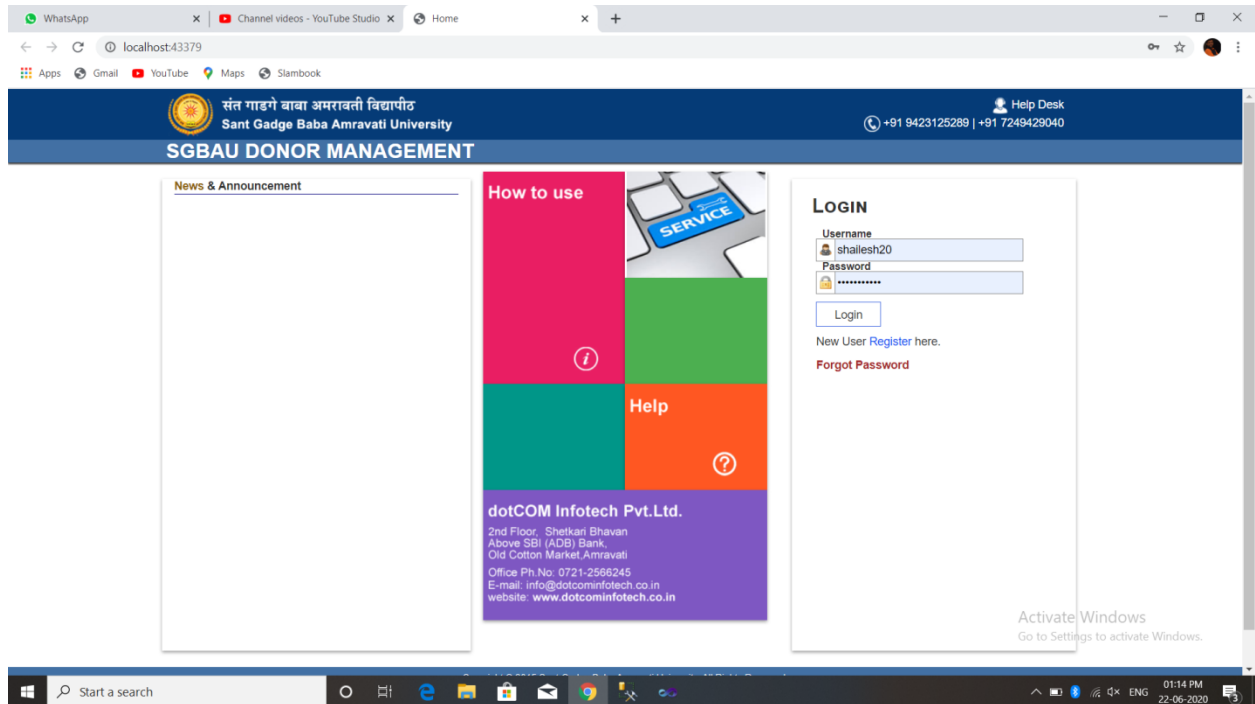 WhatsApp
Channel videos - YouTube Studio
Home
localhost:43379
Apps
Gmail
YouTube
Maps
Slambook
संत गाडगे बाबा अमरावती विद्यापीठ
Sant Gadge Baba Amravati University
Help Desk
+91 9423125289 | +91 7249429040
SGBAU DONOR MANAGEMENT
News & Announcement
How to use
SERVICE
Help
dotCOM Infotech Pvt.Ltd.
2nd Floor, Shetkari Bhavan
Above SBI (ADB) Bank,
Old Cotton Market,Amravati
Office Ph.No: 0721-2566245
E-mail: info@dotcominfotech.co.in
website: www.dotcominfotech.co.in
LOGIN
Username
shailesh20
Password
•••••••••••
Login
New User Register here.
Forgot Password
Activate Windows
Go to Settings to activate Windows.
Start a search
ENG
01:14 PM
22-06-2020
3